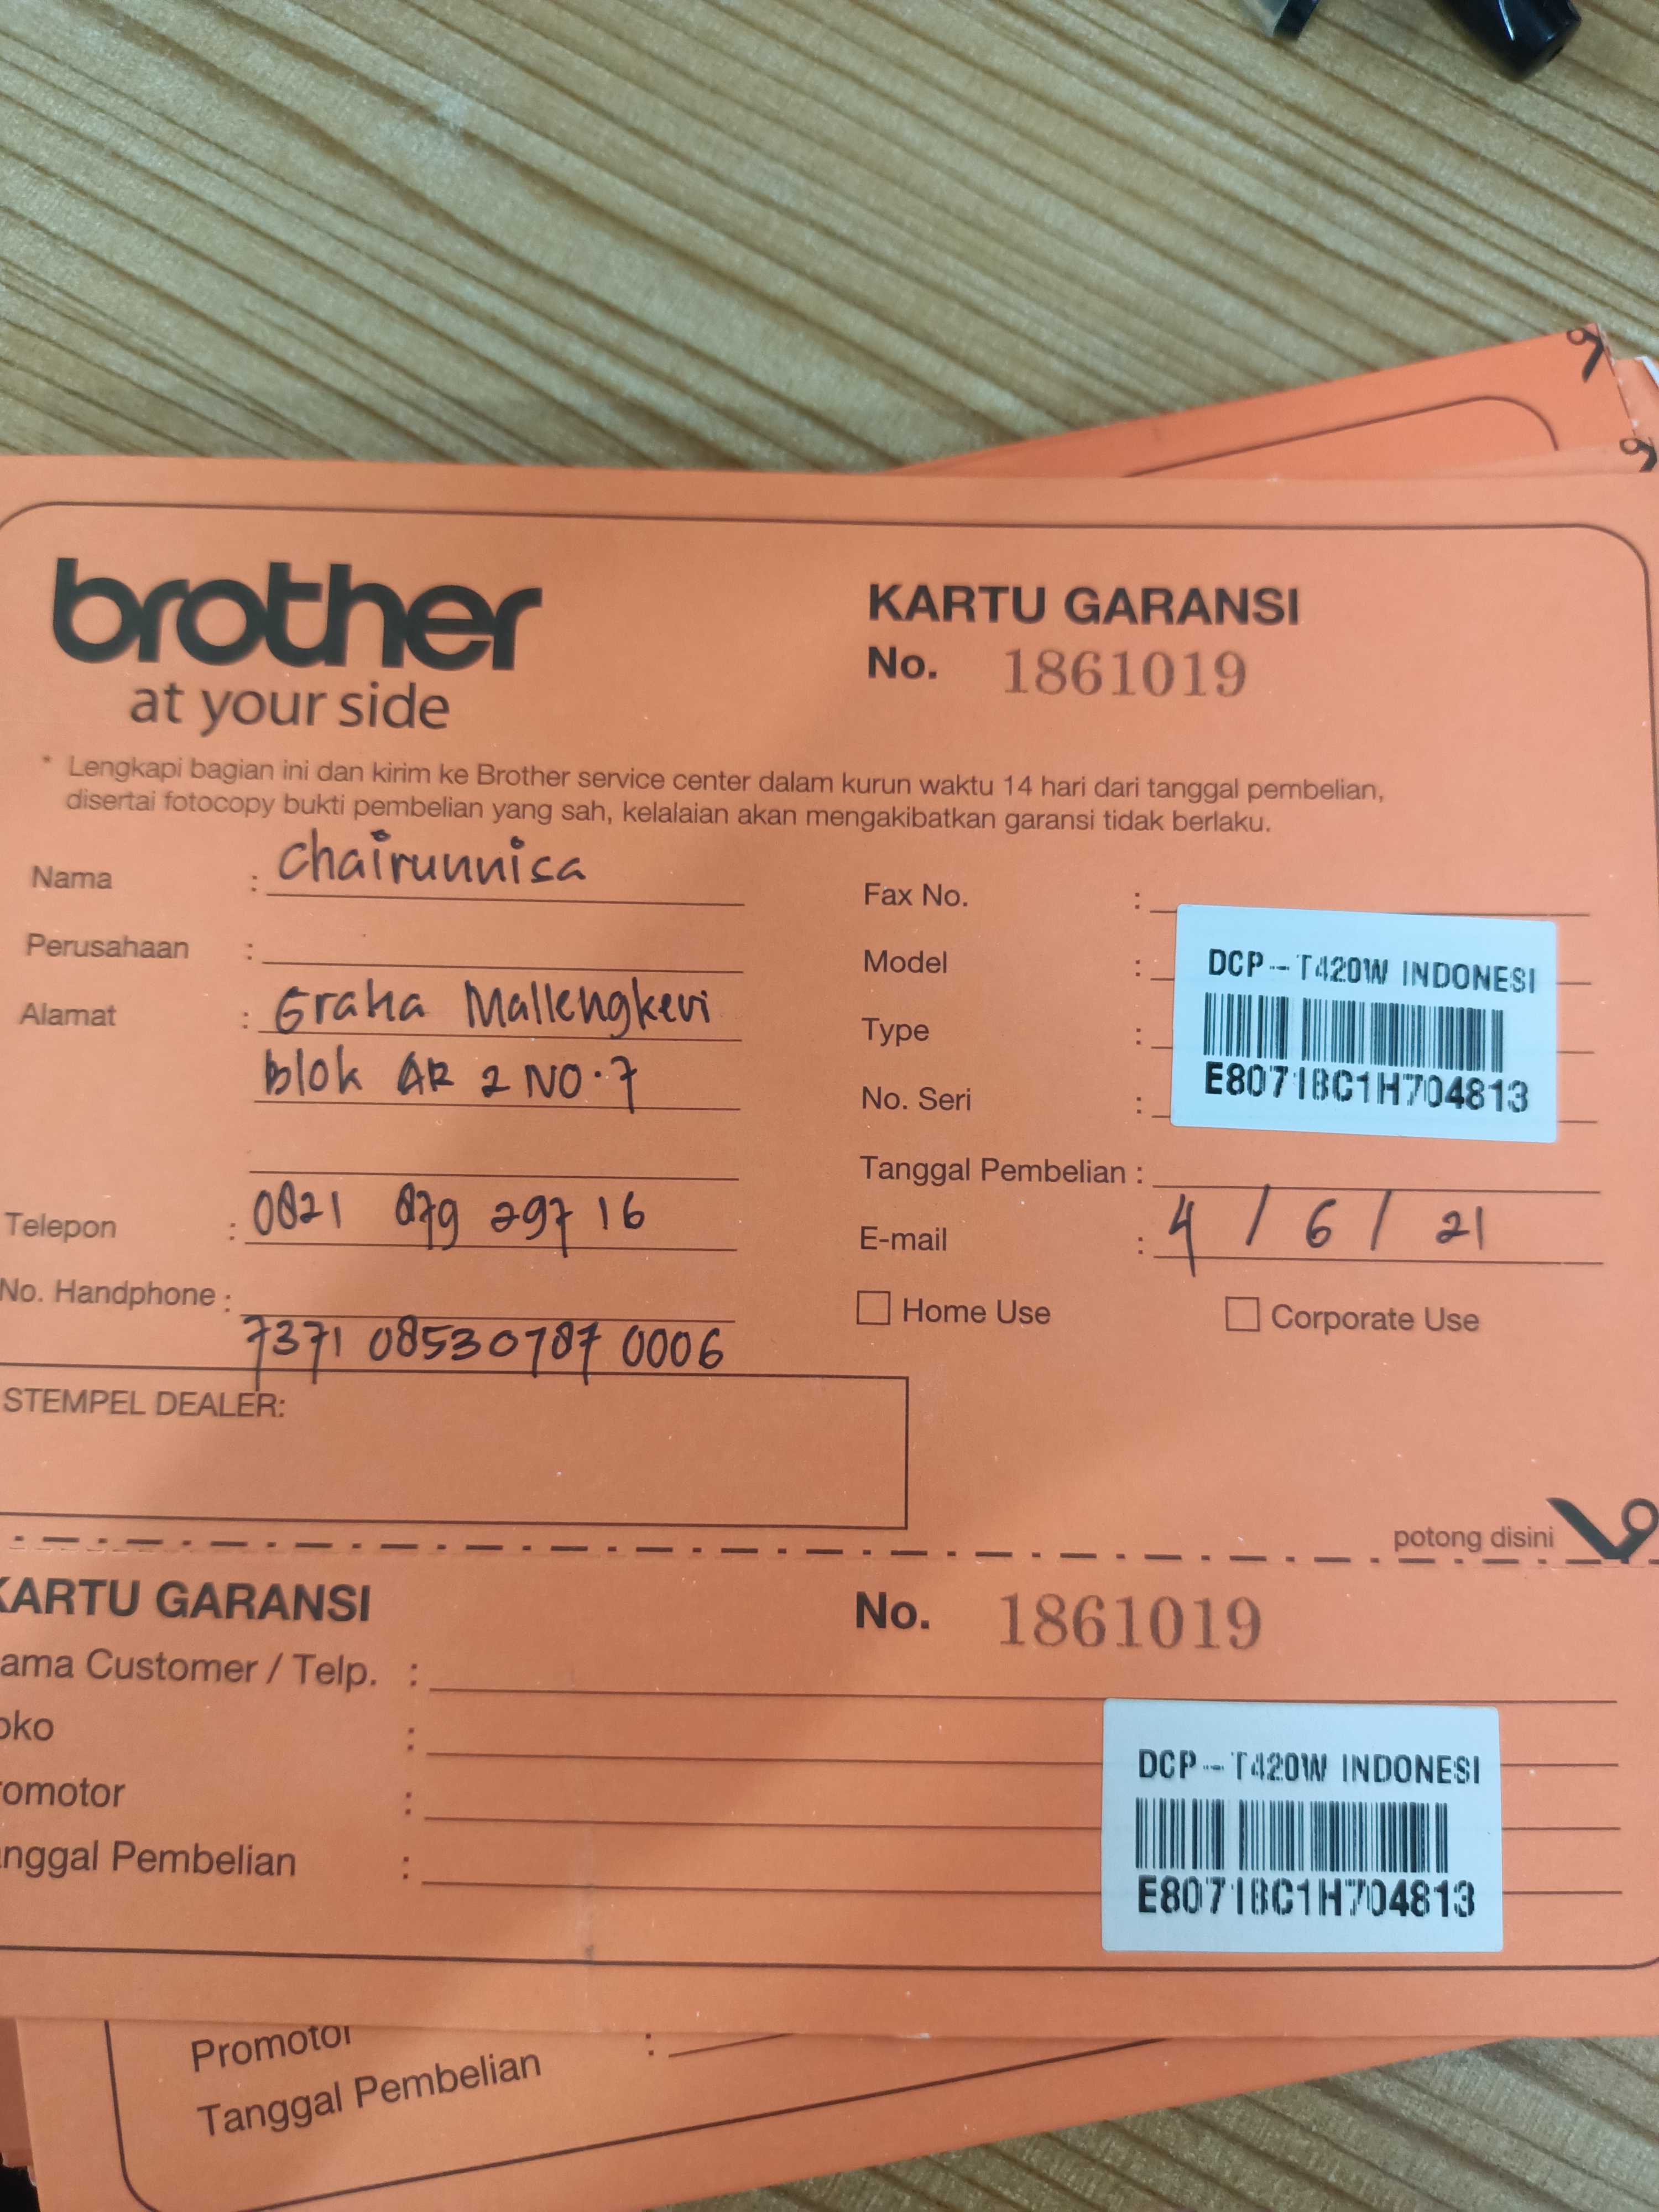 brother
at your side
KARTU GARANSI
No. 1861019
* Lengkapi bagian ini dan kirim ke Brother service center dalam kurun waktu 14 hari dari tanggal pembelian,
disertai fotocopy bukti pembelian yang sah, kelalaian akan mengakibatkan garansi tidak berlaku.
Nama : Chairunnisa
Perusahaan :
Alamat : Graha Mallengkeri
blok AR 2 NO.7
Telepon : 0821 879 297 16
No. Handphone :
7371 08530787 0006
Fax No. :
Model :
Type :
No. Seri :
DCP-T420W INDONESI
E80718C1H704813
Tanggal Pembelian :
4 / 6 / 21
E-mail :
Home Use
Corporate Use
STEMPEL DEALER:
potong disini
KARTU GARANSI
No. 1861019
ama Customer / Telp. :
oko :
omotor :
anggal Pembelian :
DCP-T420W INDONESI
E80718C1H704813
Promotor :
Tanggal Pembelian